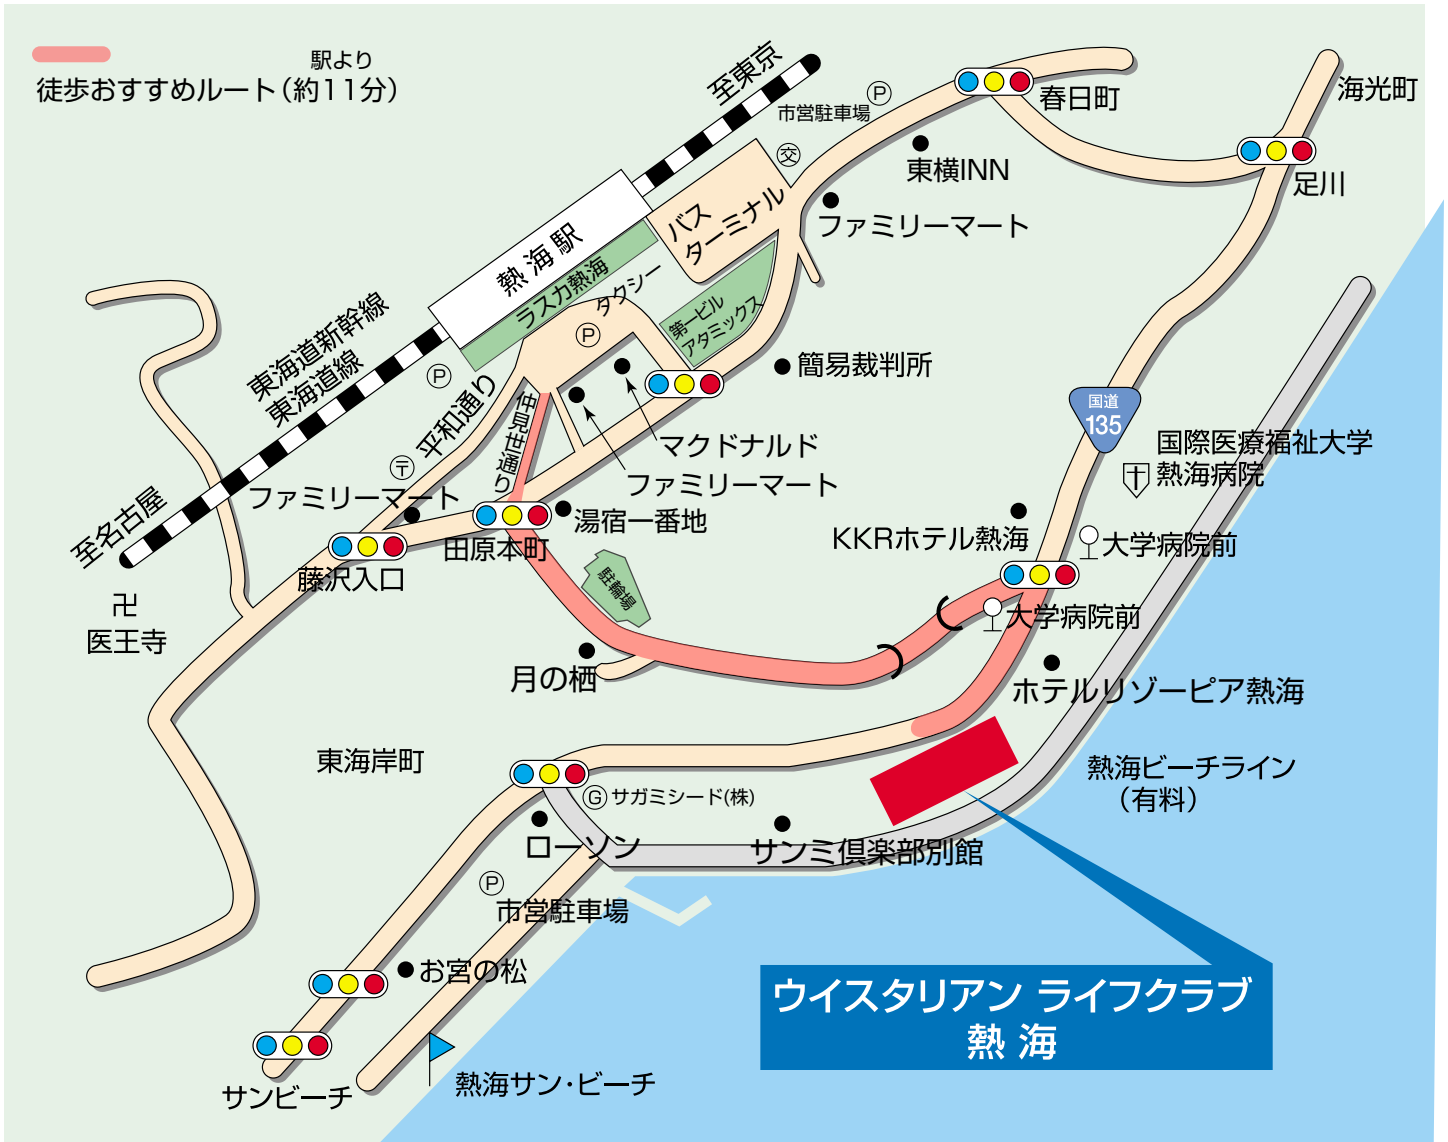 駅より
徒歩おすすめルート(約11分)
至東京
市営駐車場
P
春日町
海光町
交
東横INN
足川
ファミリーマート
バス
ターミナル
熱海駅
ラスカ熱海
タクシー
P
第一ビル
アタミックス
東海道新幹線
東海道線
P
平和通り
仲見世通り
簡易裁判所
マクドナルド
ファミリーマート
国道
135
国際医療福祉大学
熱海病院
〒
ファミリーマート
至名古屋
湯宿一番地
田原本町
藤沢入口
KKRホテル熱海
大学病院前
大学病院前
駐輪場
卍
医王寺
月の栖
ホテルリゾーピア熱海
東海岸町
G サガミシード(株)
熱海ビーチライン
(有料)
ローソン
サンミ倶楽部別館
P
市営駐車場
お宮の松
ウイスタリアン ライフクラブ
熱 海
サンビーチ
熱海サン・ビーチ